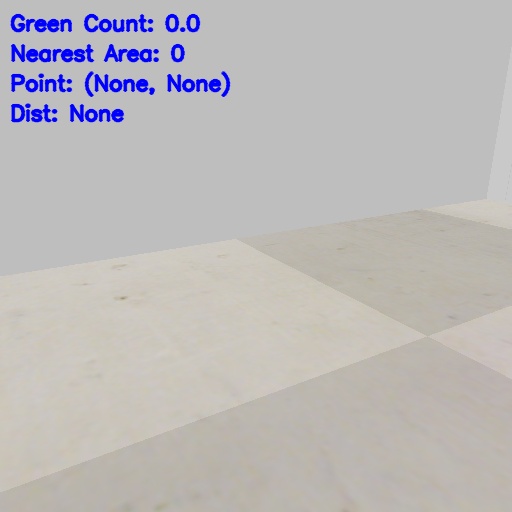 Green Count: 0.0
Nearest Area: 0
Point: (None, None)
Dist: None